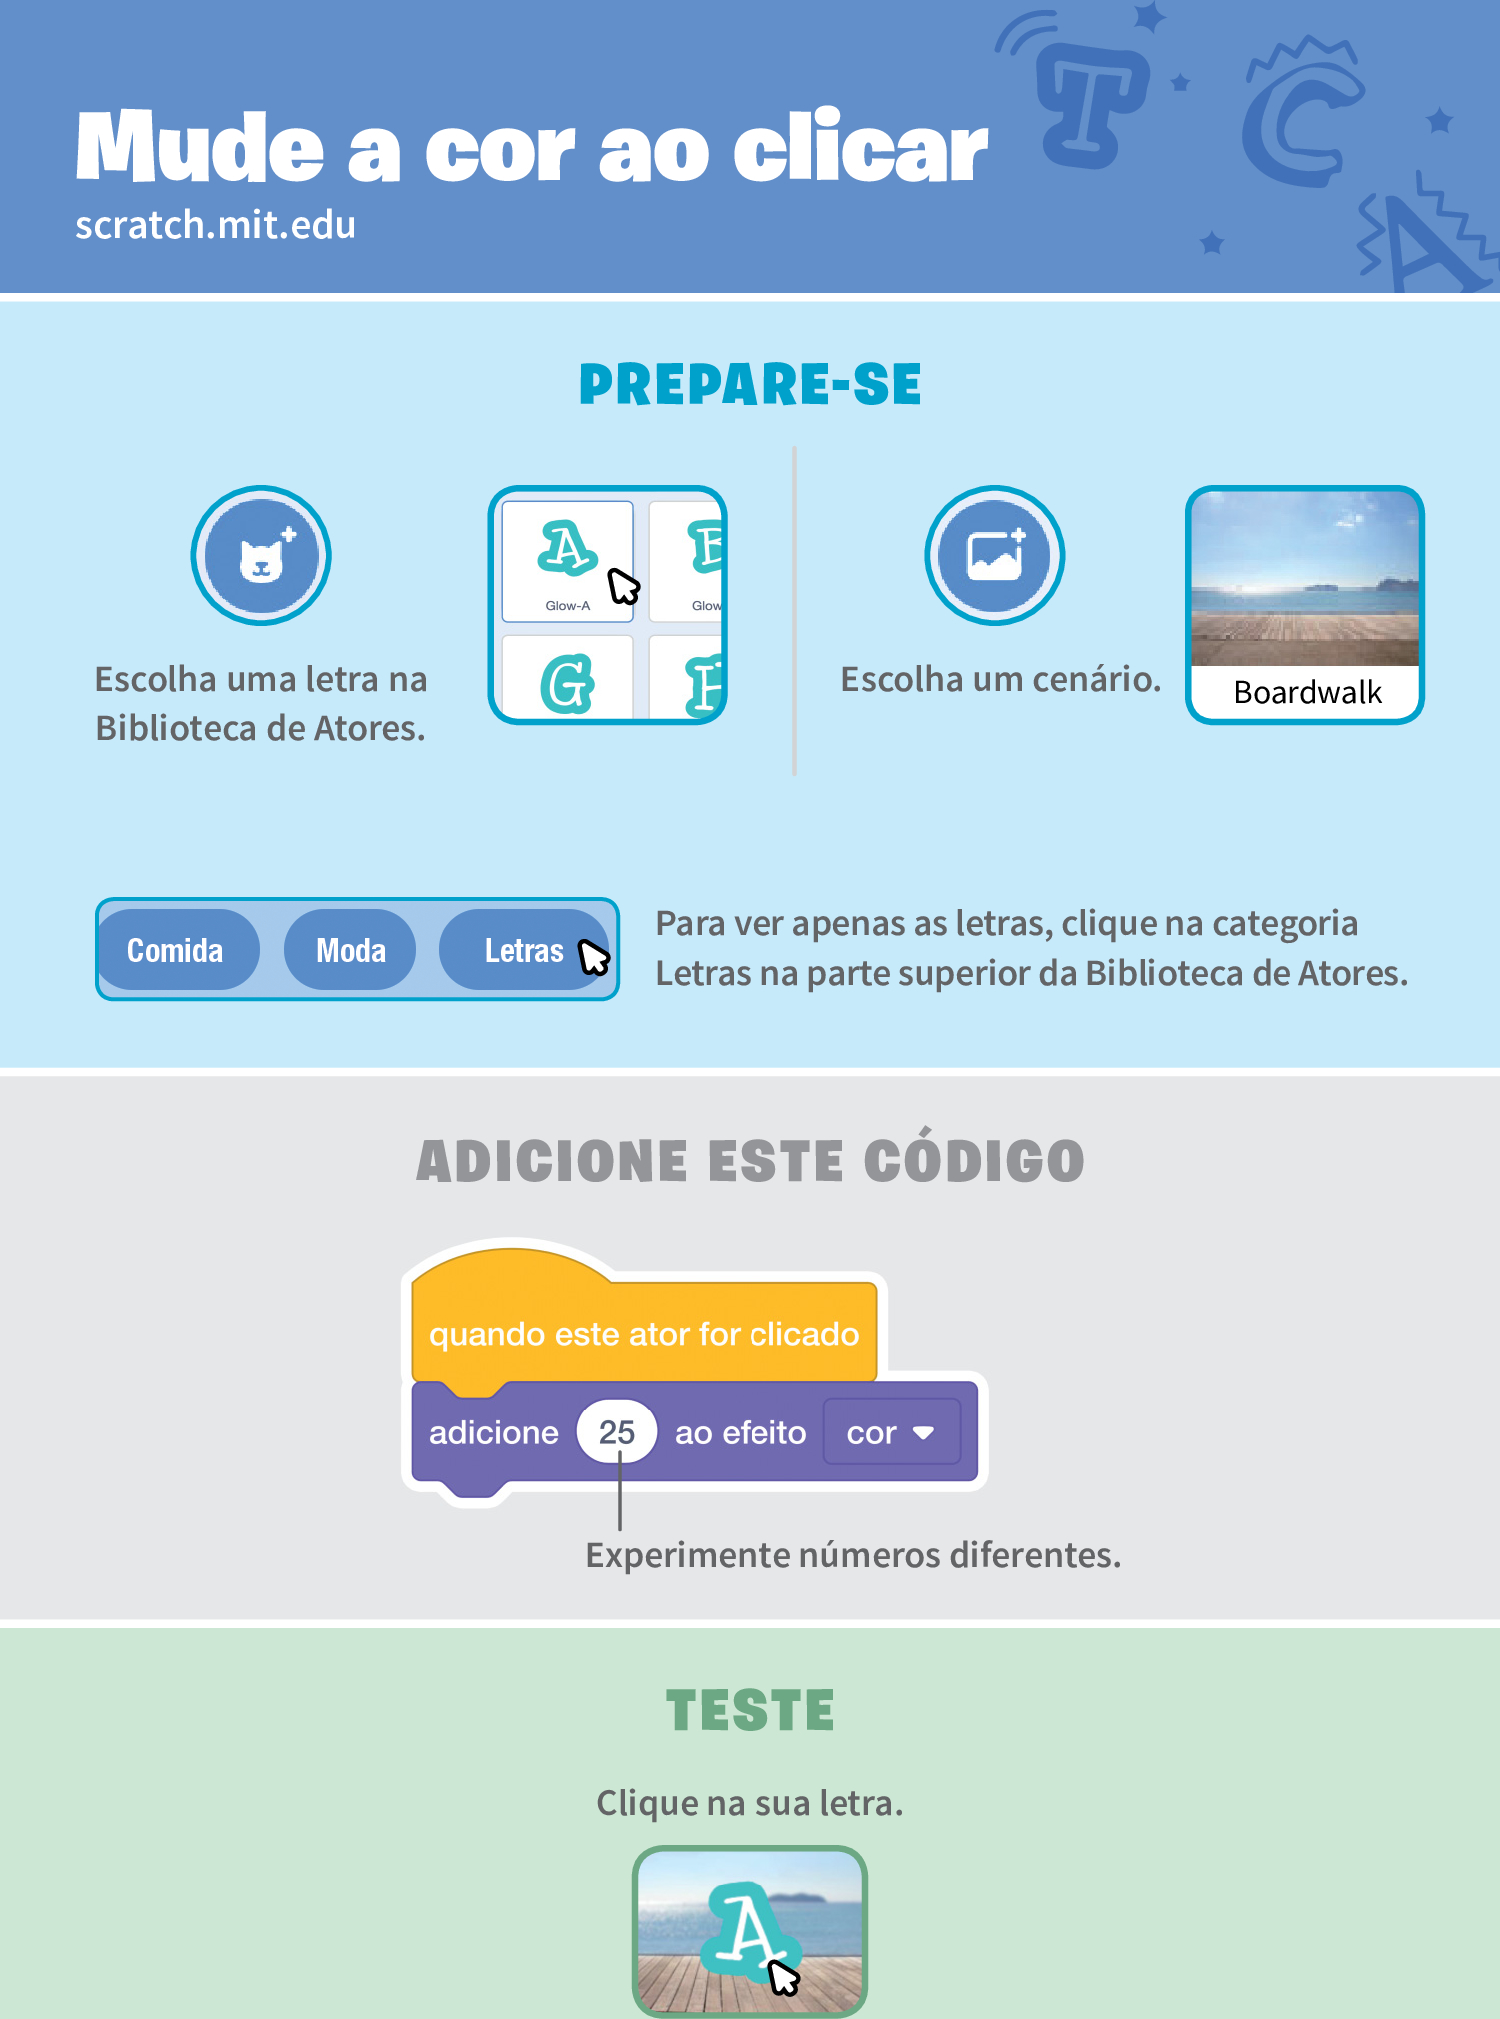 Mude a cor ao clicar
scratch.mit.edu
PREPARE-SE
Escolha uma letra na
Biblioteca de Atores.
Glow-A
Glow
Escolha um cenário.
Boardwalk
Comida
Moda
Letras
Para ver apenas as letras, clique na categoria
Letras na parte superior da Biblioteca de Atores.
ADICIONE ESTE CÓDIGO
quando este ator for clicado
adicione 25 ao efeito cor
Experimente números diferentes.
TESTE
Clique na sua letra.
A